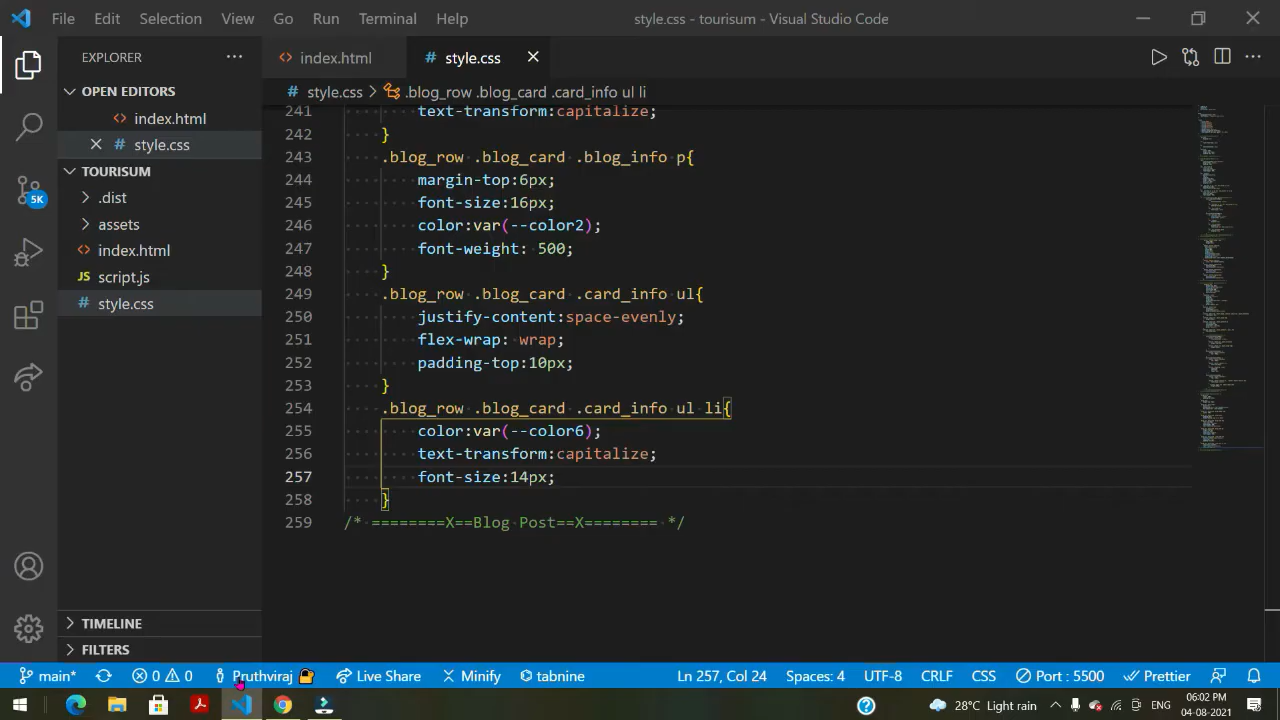 File Edit Selection View Go Run Terminal Help style.css - tourisum - Visual Studio Code
EXPLORER
index.html
style.css
OPEN EDITORS
index.html
style.css
TOURISUM
.dist
assets
index.html
JS script.js
style.css
TIMELINE
FILTERS
5K
style.css > .blog_row .blog_card .card_info ul li
241 text-transform:capitalize;
242 }
243 .blog_row .blog_card .blog_info p{
244 margin-top:6px;
245 font-size:16px;
246 color:var(--color2);
247 font-weight: 500;
248 }
249 .blog_row .blog_card .card_info ul{
250 justify-content:space-evenly;
251 flex-wrap: wrap;
252 padding-top:10px;
253 }
254 .blog_row .blog_card .card_info ul li{
255 color:var(--color6);
256 text-transform:capitalize;
257 font-size:14px;
258 }
259 /* ========X==Blog Post==X======== */
main* 0 0 Pruthviraj Live Share Minify tabnine Ln 257, Col 24 Spaces: 4 UTF-8 CRLF CSS Port : 5500 Prettier
28°C Light rain ENG 06:02 PM
04-08-2021